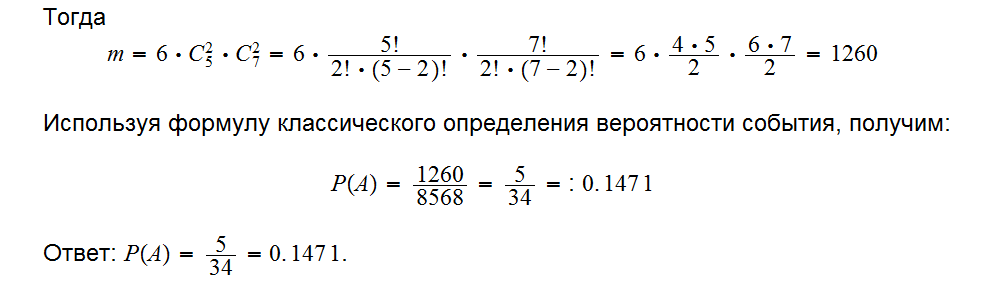 Тогда
m = 6 • C₅² • C₇² = 6 • 5!/(2! • (5 − 2)!) • 7!/(2! • (7 − 2)!) = 6 • (4 • 5)/2 • (6 • 7)/2 = 1260
Используя формулу классического определения вероятности события, получим:
P(A) = 1260/8568 = 5/34 = : 0.1471
Ответ: P(A) = 5/34 = 0.1471.